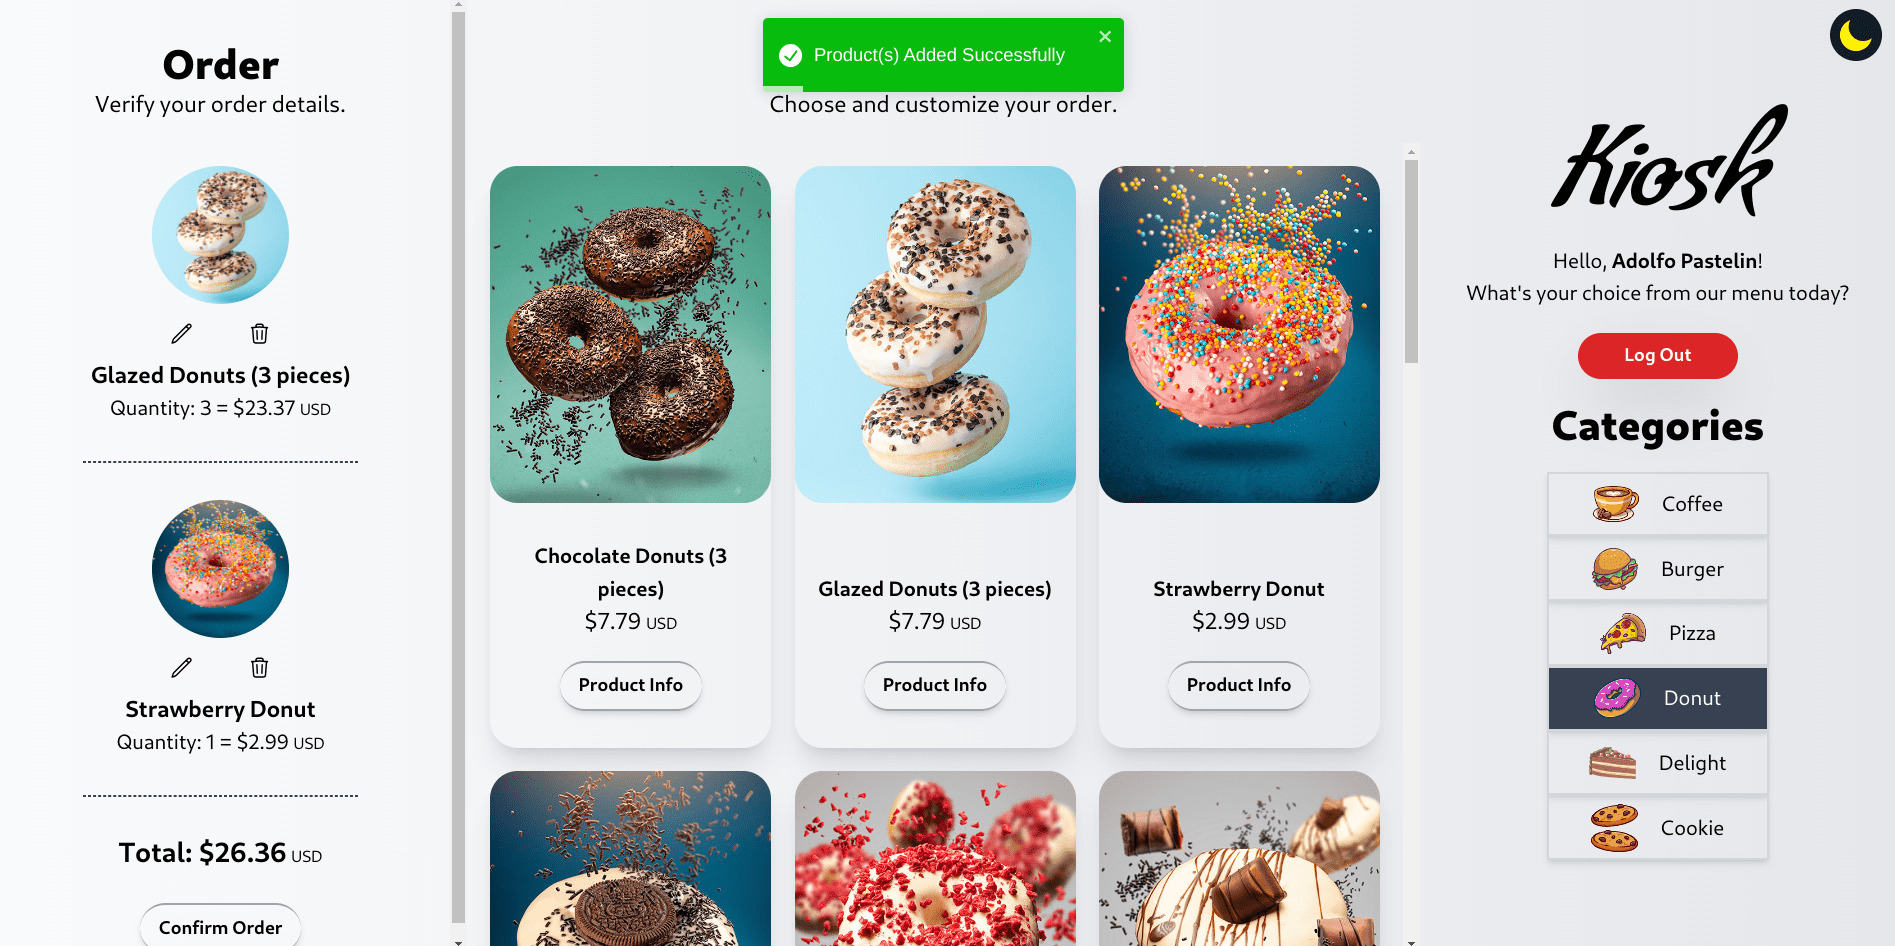 Order
Verify your order details.
Glazed Donuts (3 pieces)
Quantity: 3 = $23.37 USD
Strawberry Donut
Quantity: 1 = $2.99 USD
Total: $26.36 USD
Confirm Order
Product(s) Added Successfully
Choose and customize your order.
Chocolate Donuts (3
pieces)
$7.79 USD
Product Info
Glazed Donuts (3 pieces)
$7.79 USD
Product Info
Strawberry Donut
$2.99 USD
Product Info
Kiosk
Hello, Adolfo Pastelin!
What's your choice from our menu today?
Log Out
Categories
Coffee
Burger
Pizza
Donut
Delight
Cookie